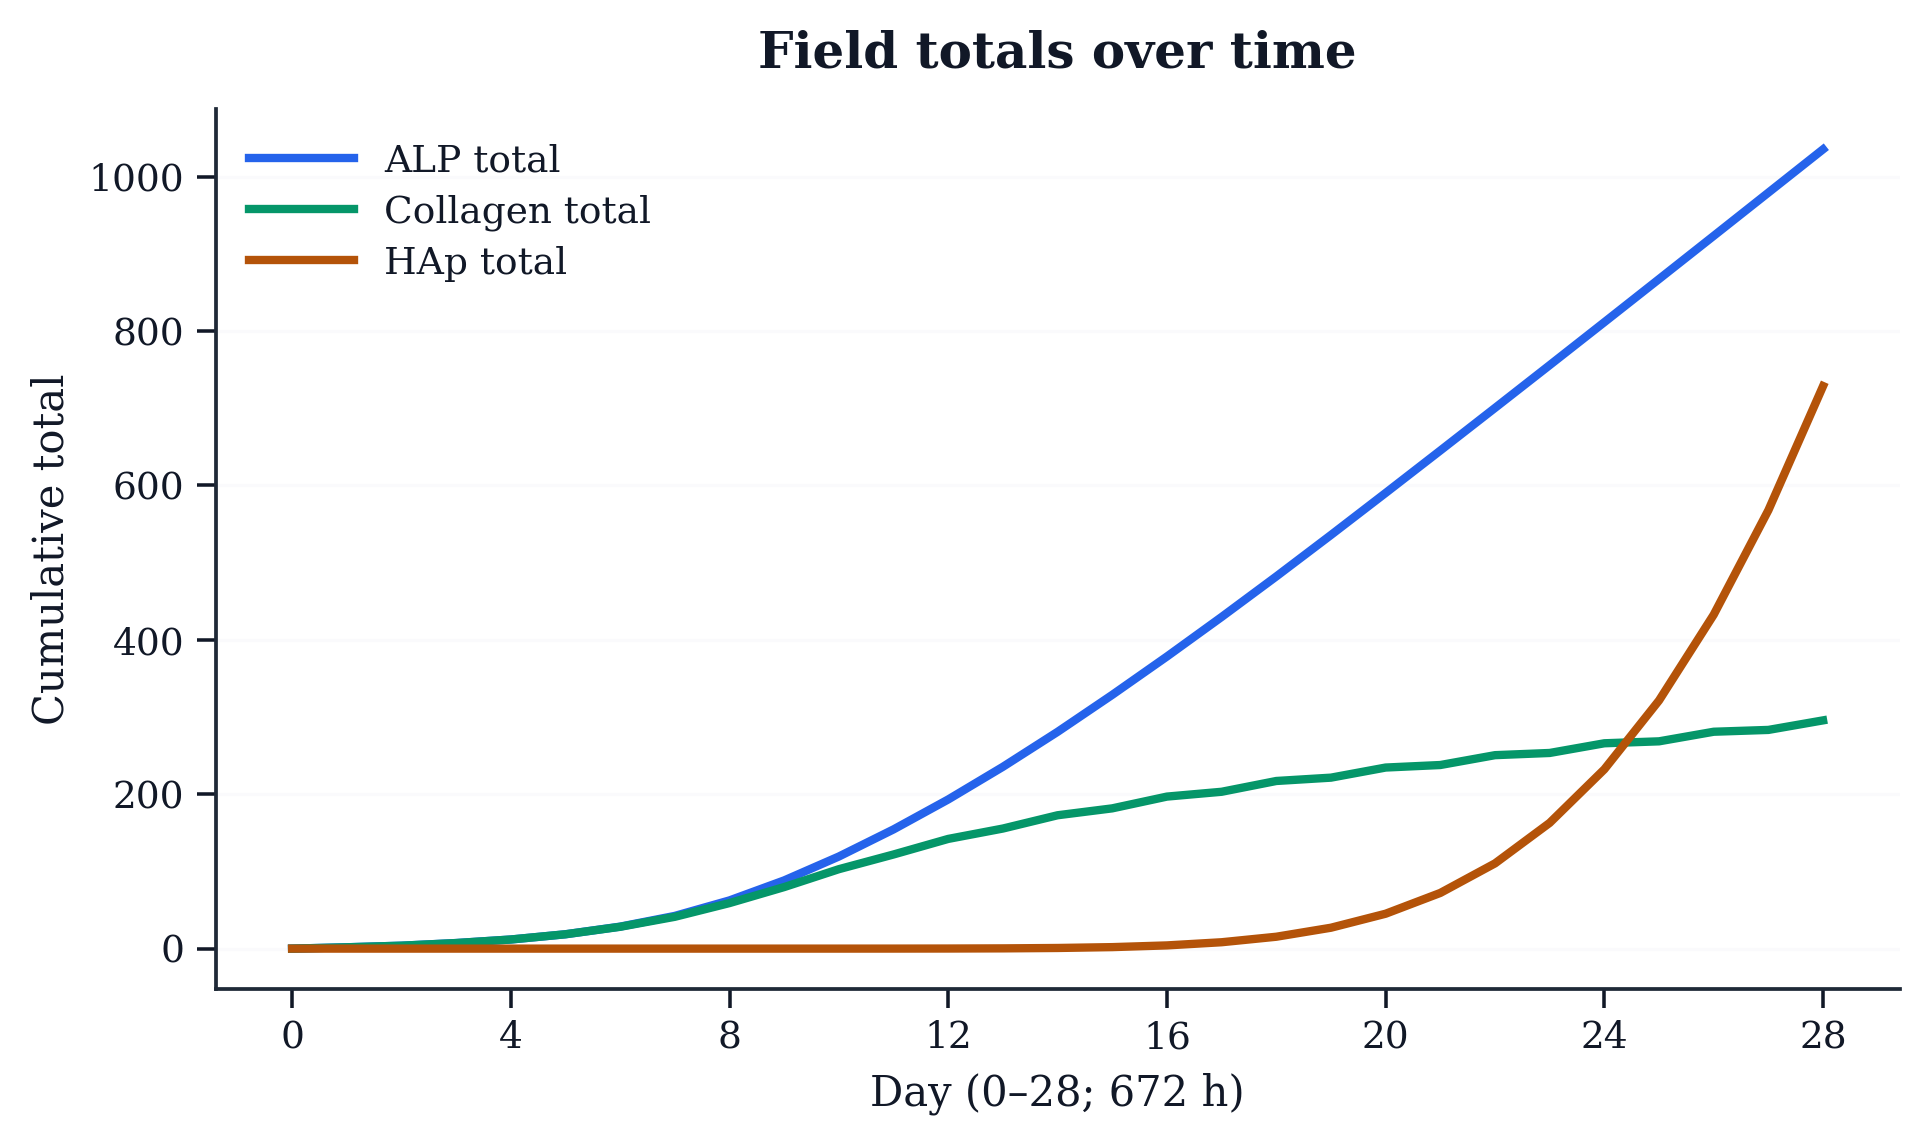 Field totals over time
ALP total
Collagen total
HAp total
Cumulative total
1000
800
600
400
200
0
0 4 8 12 16 20 24 28
Day (0–28; 672 h)